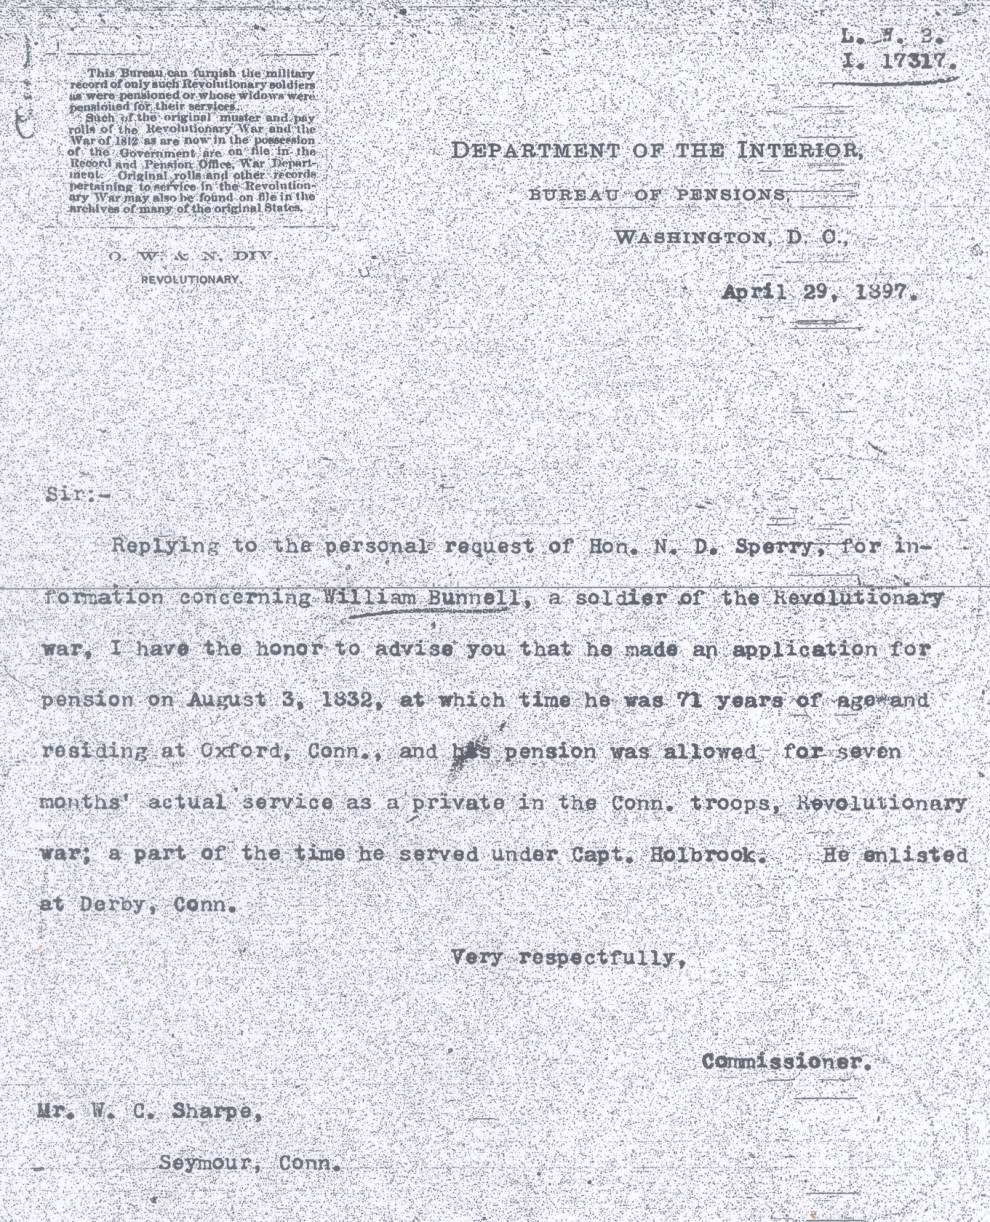 L. W. B.
I. 17317.
This Bureau can furnish the military
record of only such Revolutionary soldiers
as were pensioned or whose widows were
pensioned for their services.
Such of the original muster and pay
rolls of the Revolutionary War and the
War of 1812 as are now in the possession
of the Government are on file in the
Record and Pension Office, War Depart-
ment. Original rolls and other records
pertaining to service in the Revolution-
ary War may also be found on file in the
archives of many of the original States.
O. W. & N. DIV.
REVOLUTIONARY.
DEPARTMENT OF THE INTERIOR,
BUREAU OF PENSIONS,
WASHINGTON, D. C.,
April 29, 1897.
Sir:-
Replying to the personal request of Hon. N. D. Sperry, for in-
formation concerning William Bunnell, a soldier of the Revolutionary
war, I have the honor to advise you that he made an application for
pension on August 3, 1832, at which time he was 71 years of age and
residing at Oxford, Conn., and his pension was allowed for seven
months' actual service as a private in the Conn. troops, Revolutionary
war; a part of the time he served under Capt. Holbrook. He enlisted
at Derby, Conn.
Very respectfully,
Commissioner.
Mr. W. C. Sharpe,
Seymour, Conn.